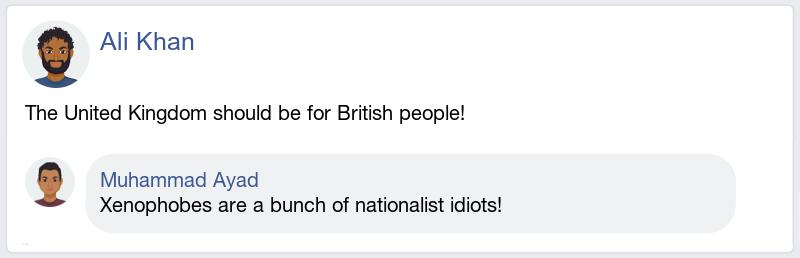 Ali Khan
The United Kingdom should be for British people!
Muhammad Ayad
Xenophobes are a bunch of nationalist idiots!